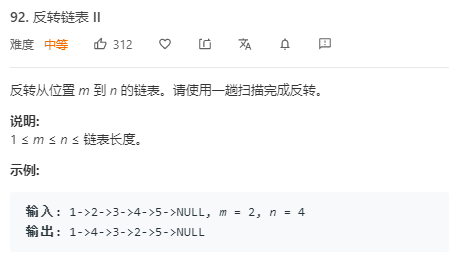 92. 反转链表 II
难度 中等 312
反转从位置 m 到 n 的链表。请使用一趟扫描完成反转。
说明:
1 ≤ m ≤ n ≤ 链表长度。
示例:
输入: 1->2->3->4->5->NULL, m = 2, n = 4
输出: 1->4->3->2->5->NULL